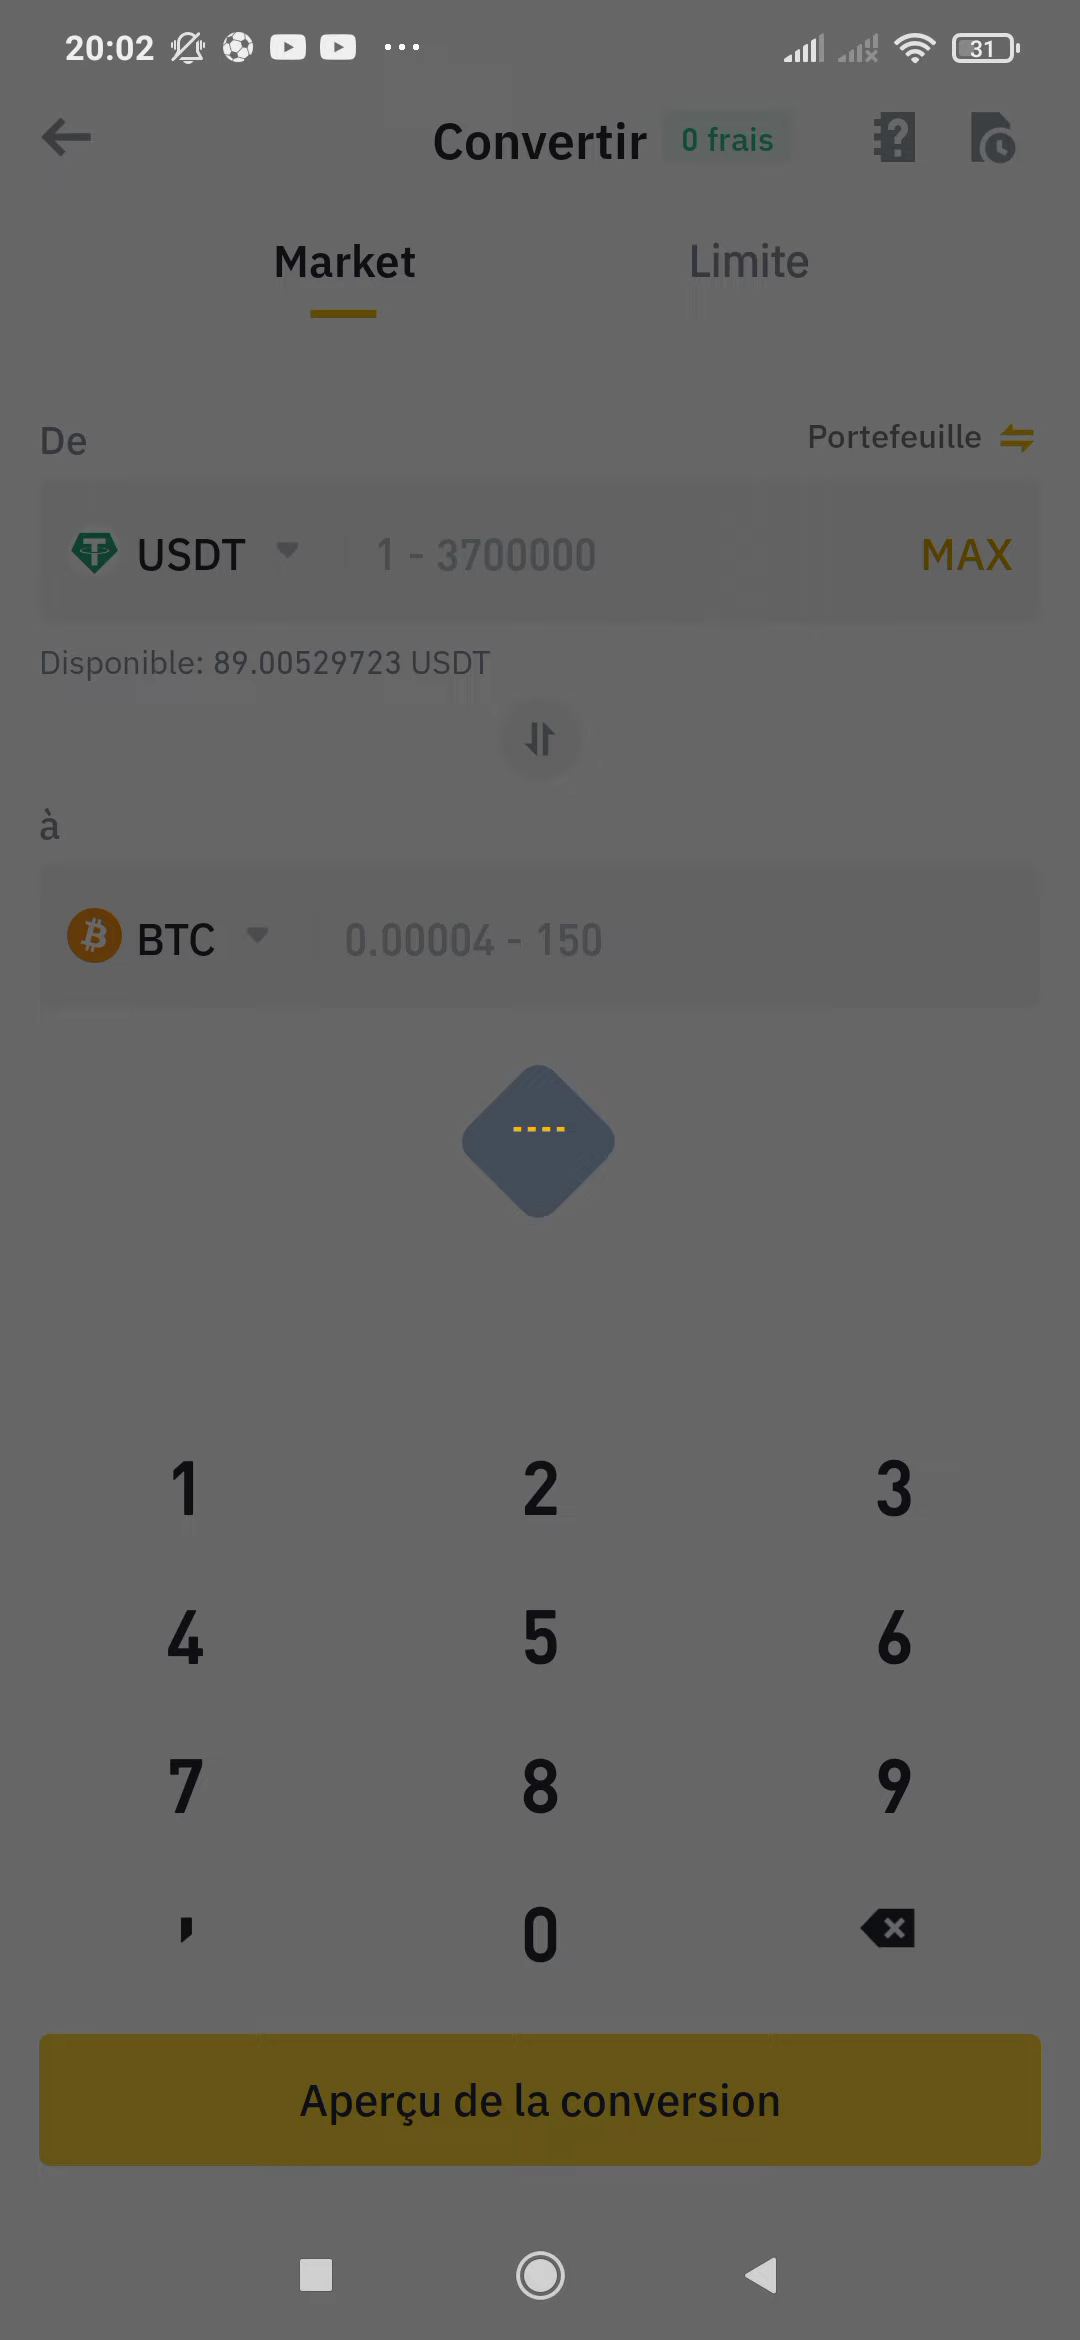 20:02
31
Convertir 0 frais
Market Limite
De Portefeuille
USDT 1 - 3700000 MAX
Disponible: 89.00529723 USDT
à
BTC 0.00004 - 150
1 2 3
4 5 6
7 8 9
, 0
Aperçu de la conversion